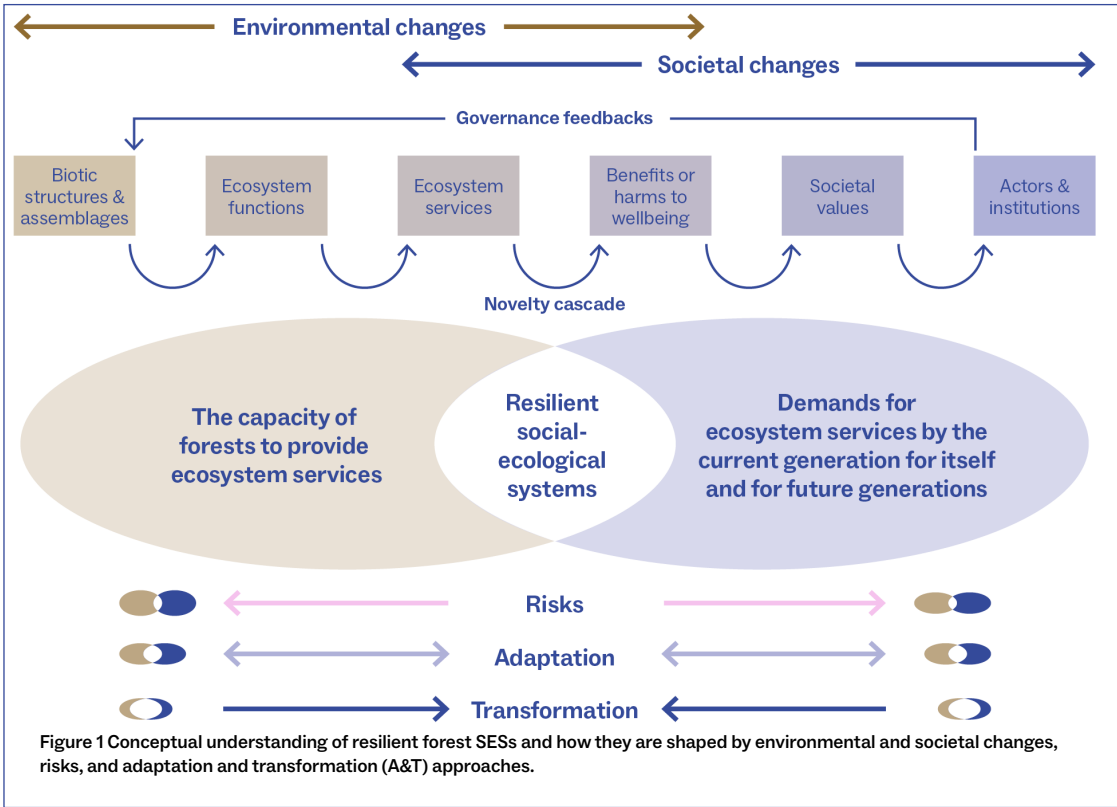 Environmental changes
Societal changes
Governance feedbacks
Biotic
structures &
assemblages
Ecosystem
functions
Ecosystem
services
Benefits or
harms to
wellbeing
Societal
values
Actors &
institutions
Novelty cascade
The capacity of
forests to provide
ecosystem services
Resilient
social-
ecological
systems
Demands for
ecosystem services by the
current generation for itself
and for future generations
Risks
Adaptation
Transformation
Figure 1 Conceptual understanding of resilient forest SESs and how they are shaped by environmental and societal changes,
risks, and adaptation and transformation (A&T) approaches.